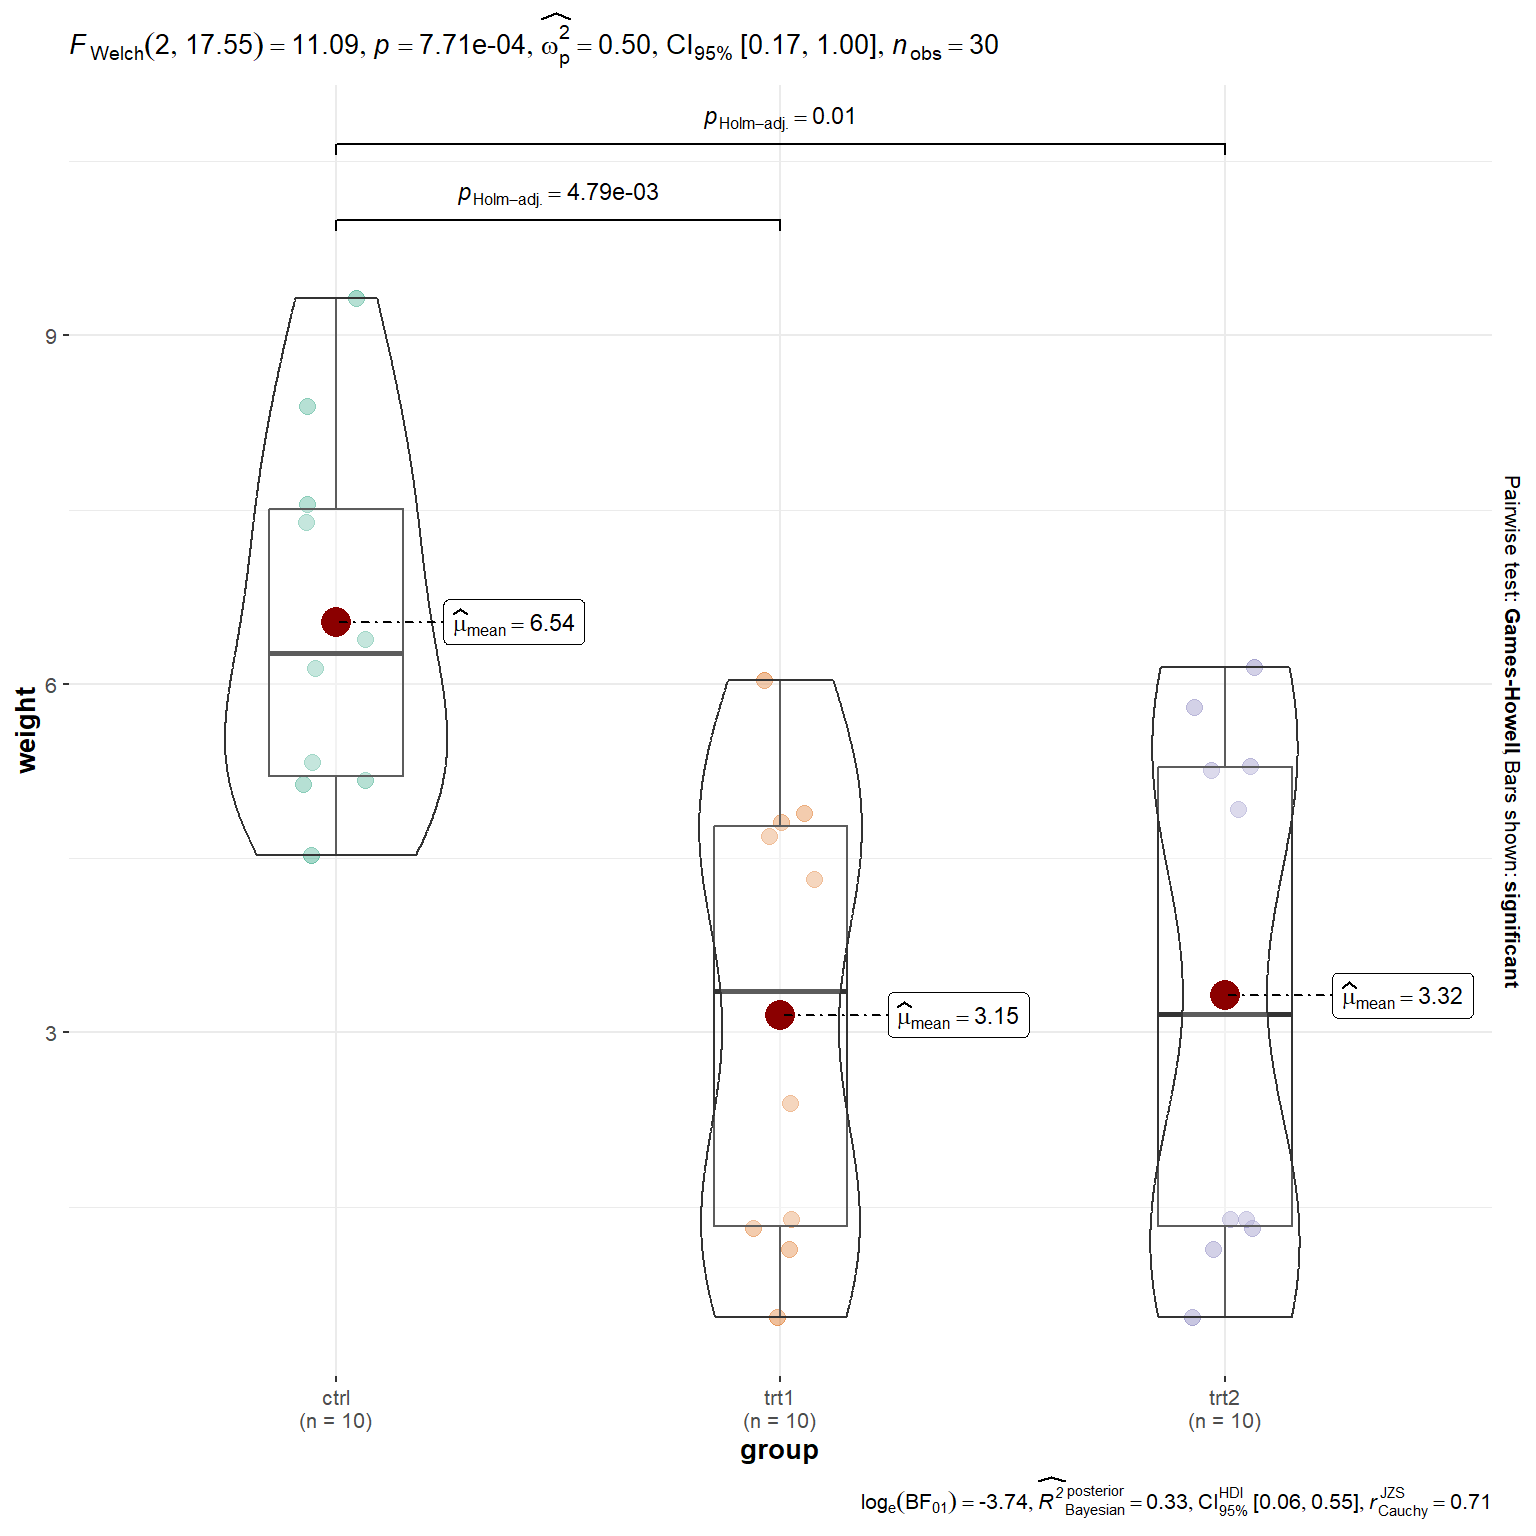 F Welch(2, 17.55) = 11.09, p = 7.71e-04, ω̂²p = 0.50, CI95% [0.17, 1.00], n obs = 30
pHolm–adj. = 0.01
pHolm–adj. = 4.79e-03
9
6
3
weight
μ̂mean = 6.54
μ̂mean = 3.15
μ̂mean = 3.32
Pairwise test: Games-Howell, Bars shown: significant
ctrl
(n = 10)
trt1
(n = 10)
trt2
(n = 10)
group
loge(BF01) = -3.74, R̂² posterior Bayesian = 0.33, CI HDI 95% [0.06, 0.55], r JZS Cauchy = 0.71